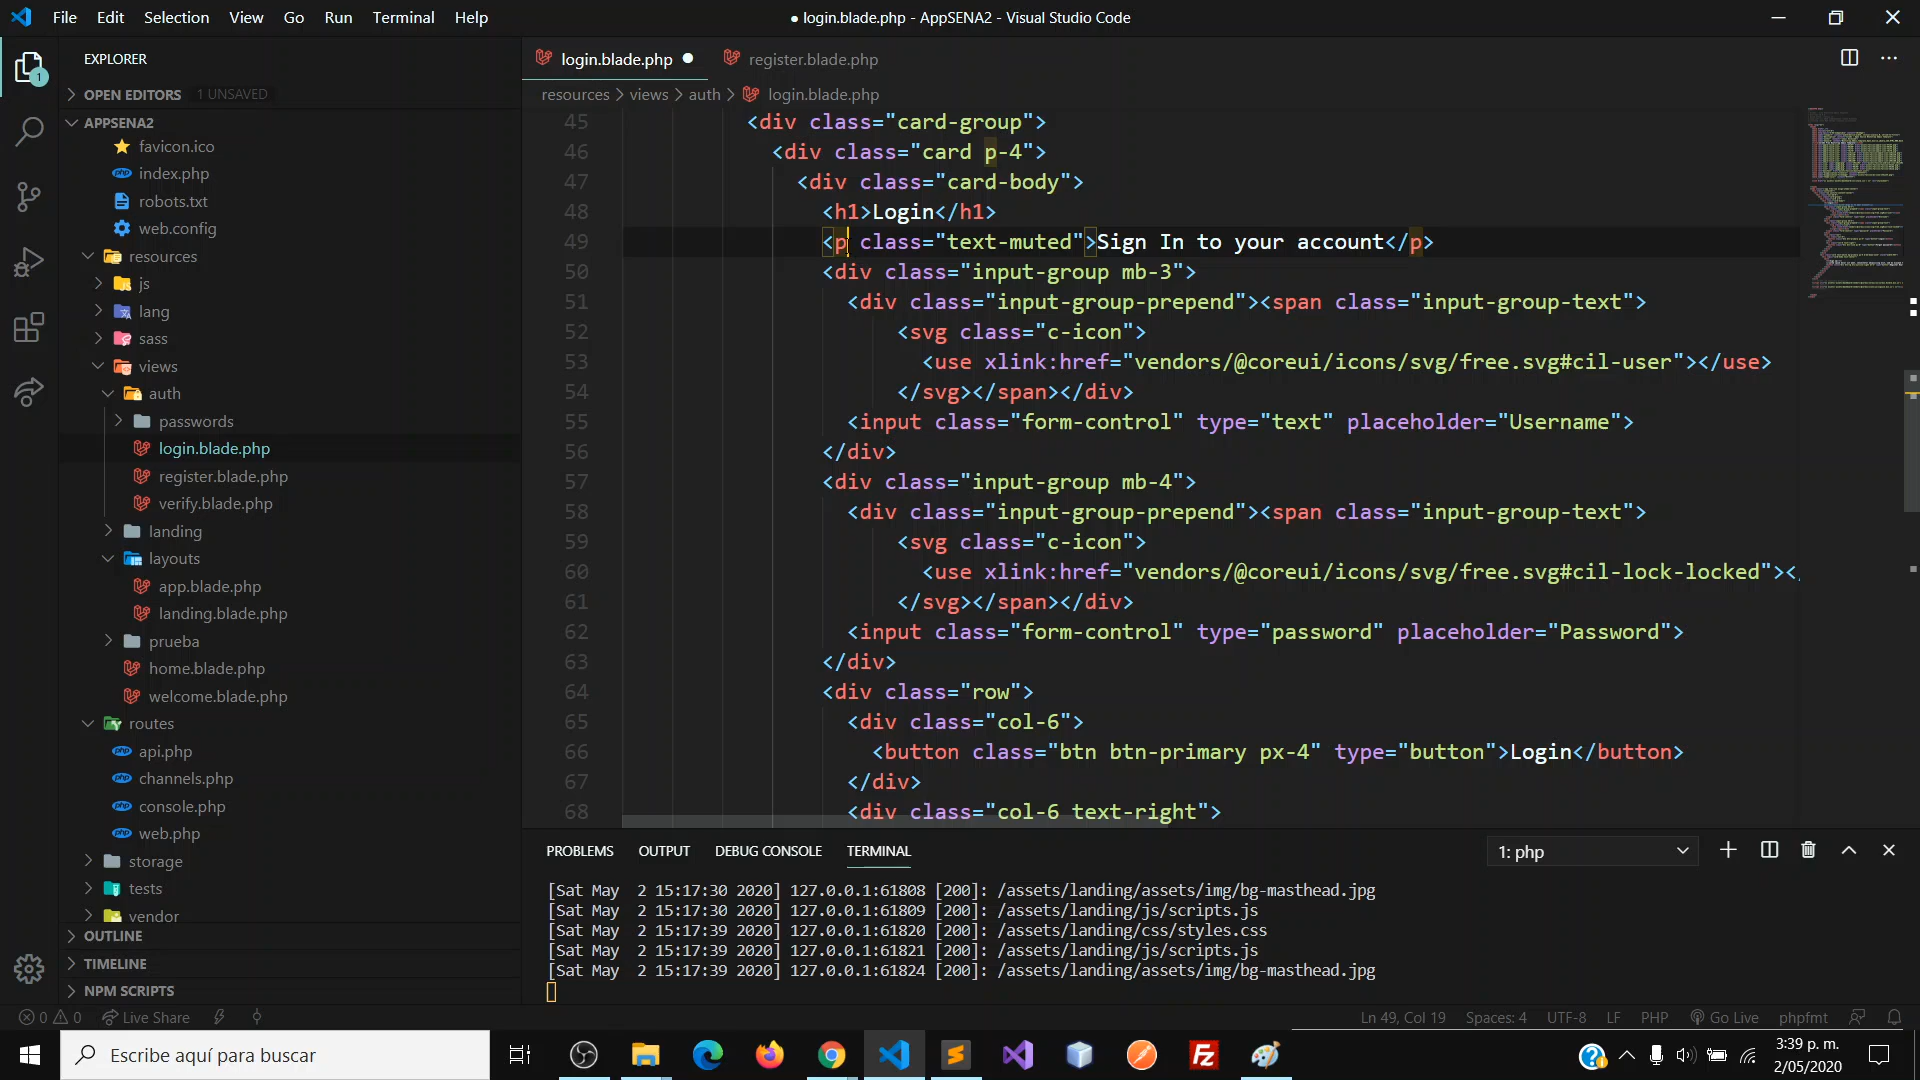 File Edit Selection View Go Run Terminal Help
● login.blade.php - AppSENA2 - Visual Studio Code
EXPLORER
OPEN EDITORS 1 UNSAVED
APPSENA2
favicon.ico
index.php
robots.txt
web.config
resources
js
lang
sass
views
auth
passwords
login.blade.php
register.blade.php
verify.blade.php
landing
layouts
app.blade.php
landing.blade.php
prueba
home.blade.php
welcome.blade.php
routes
api.php
channels.php
console.php
web.php
storage
tests
vendor
OUTLINE
TIMELINE
NPM SCRIPTS
1
login.blade.php ●
register.blade.php
resources > views > auth > login.blade.php
45 <div class="card-group">
46 <div class="card p-4">
47 <div class="card-body">
48 <h1>Login</h1>
49 <p class="text-muted">Sign In to your account</p>
50 <div class="input-group mb-3">
51 <div class="input-group-prepend"><span class="input-group-text">
52 <svg class="c-icon">
53 <use xlink:href="vendors/@coreui/icons/svg/free.svg#cil-user"></use>
54 </svg></span></div>
55 <input class="form-control" type="text" placeholder="Username">
56 </div>
57 <div class="input-group mb-4">
58 <div class="input-group-prepend"><span class="input-group-text">
59 <svg class="c-icon">
60 <use xlink:href="vendors/@coreui/icons/svg/free.svg#cil-lock-locked"></
61 </svg></span></div>
62 <input class="form-control" type="password" placeholder="Password">
63 </div>
64 <div class="row">
65 <div class="col-6">
66 <button class="btn btn-primary px-4" type="button">Login</button>
67 </div>
68 <div class="col-6 text-right">
PROBLEMS OUTPUT DEBUG CONSOLE TERMINAL
1: php
[Sat May  2 15:17:30 2020] 127.0.0.1:61808 [200]: /assets/landing/assets/img/bg-masthead.jpg
[Sat May  2 15:17:30 2020] 127.0.0.1:61809 [200]: /assets/landing/js/scripts.js
[Sat May  2 15:17:39 2020] 127.0.0.1:61820 [200]: /assets/landing/css/styles.css
[Sat May  2 15:17:39 2020] 127.0.0.1:61821 [200]: /assets/landing/js/scripts.js
[Sat May  2 15:17:39 2020] 127.0.0.1:61824 [200]: /assets/landing/assets/img/bg-masthead.jpg
0 0 Live Share
Ln 49, Col 19 Spaces: 4 UTF-8 LF PHP Go Live phpfmt
Escribe aquí para buscar
3:39 p. m.
2/05/2020